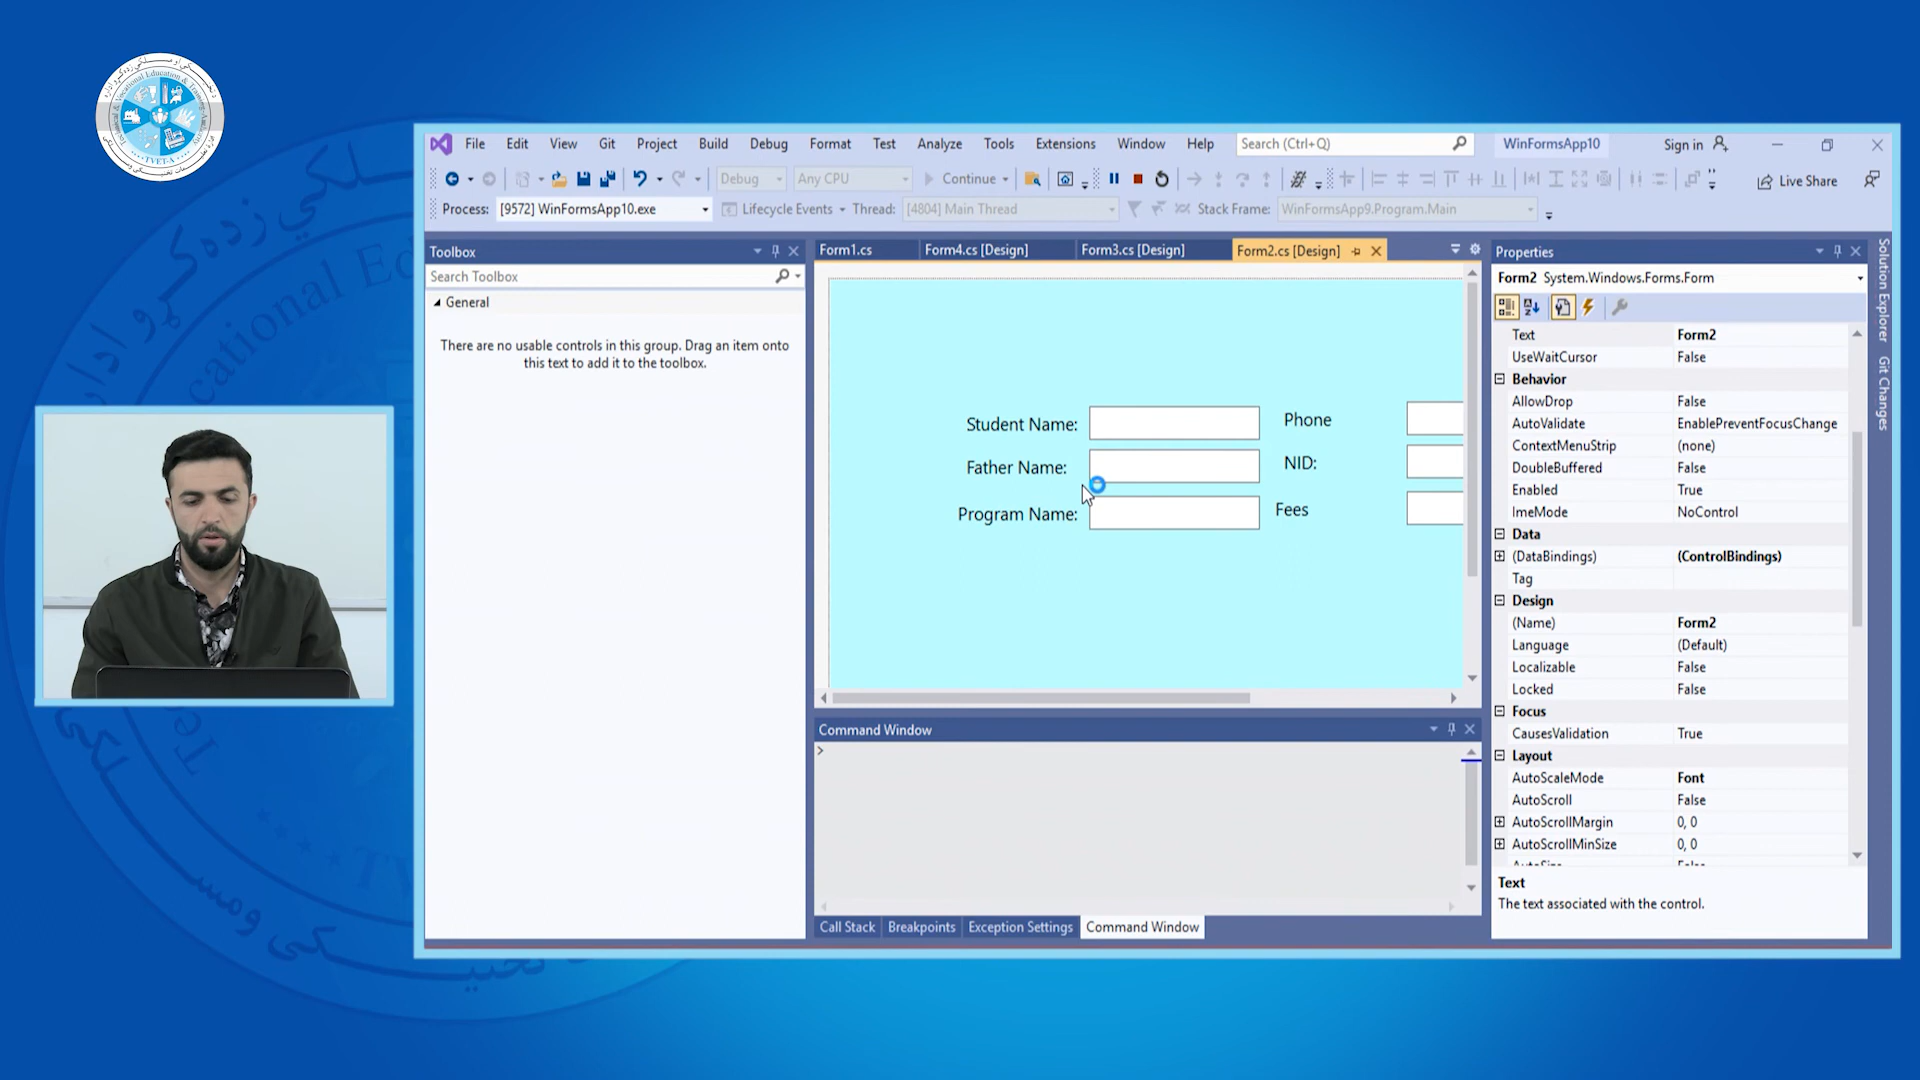 Technical & Vocational Education & Training Authority
TVET-A
File Edit View Git Project Build Debug Format Test Analyze Tools Extensions Window Help Search (Ctrl+Q) WinFormsApp10 Sign in
Debug Any CPU Continue Live Share
Process: [9572] WinFormsApp10.exe Lifecycle Events Thread: [4804] Main Thread Stack Frame: WinFormsApp9.Program.Main
Toolbox
Search Toolbox
General
There are no usable controls in this group. Drag an item onto
this text to add it to the toolbox.
Form1.cs Form4.cs [Design] Form3.cs [Design] Form2.cs [Design]
Student Name: Phone
Father Name: NID:
Program Name: Fees
Command Window
>
Call Stack Breakpoints Exception Settings Command Window
Properties
Form2 System.Windows.Forms.Form
Text Form2
UseWaitCursor False
Behavior
AllowDrop False
AutoValidate EnablePreventFocusChange
ContextMenuStrip (none)
DoubleBuffered False
Enabled True
ImeMode NoControl
Data
(DataBindings) (ControlBindings)
Tag
Design
(Name) Form2
Language (Default)
Localizable False
Locked False
Focus
CausesValidation True
Layout
AutoScaleMode Font
AutoScroll False
AutoScrollMargin 0, 0
AutoScrollMinSize 0, 0
AutoSize False
Text
The text associated with the control.
Solution Explorer
Git Changes